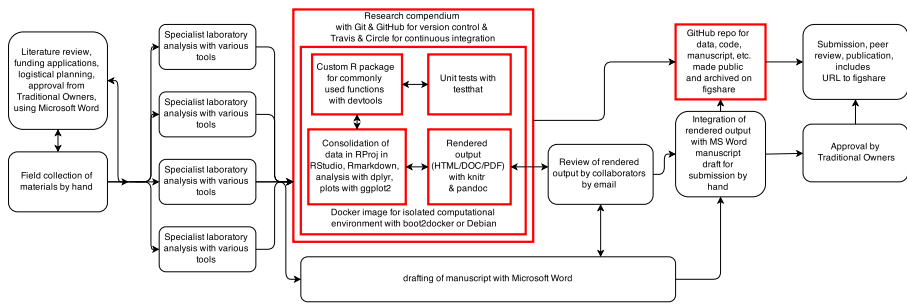 Literature review,
funding applications,
logistical planning,
approval from
Traditional Owners,
using Microsoft Word
Field collection of
materials by hand
Specialist laboratory
analysis with various
tools
Specialist laboratory
analysis with various
tools
Specialist laboratory
analysis with various
tools
Specialist laboratory
analysis with various
tools
Research compendium
with Git & GitHub for version control &
Travis & Circle for continuous integration
Custom R package
for commonly
used functions
with devtools
Unit tests with
testthat
Consolidation of
data in RProj in
RStudio, Rmarkdown,
analysis with dplyr,
plots with ggplot2
Rendered
output
(HTML/DOC/PDF)
with knitr
& pandoc
Docker image for isolated computational
environment with boot2docker or Debian
Review of rendered
output by collaborators
by email
drafting of manuscript with Microsoft Word
GitHub repo for
data, code,
manuscript, etc.
made public
and archived on
figshare
Integration of
rendered output
with MS Word
manuscript
draft for
submission by
hand
Submission, peer
review, publication,
includes
URL to figshare
Approval by
Traditional Owners